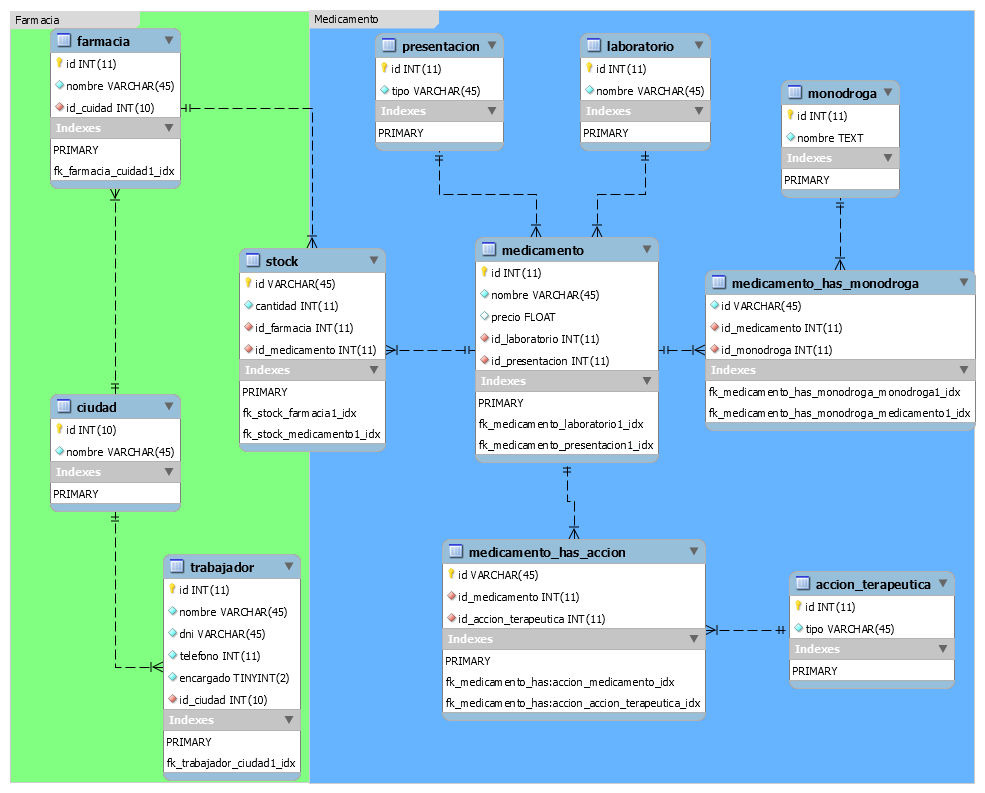 Farmacia
farmacia
id INT(11)
nombre VARCHAR(45)
id_cuidad INT(10)
Indexes
PRIMARY
fk_farmacia_cuidad1_idx
ciudad
id INT(10)
nombre VARCHAR(45)
Indexes
PRIMARY
trabajador
id INT(11)
nombre VARCHAR(45)
dni VARCHAR(45)
telefono INT(11)
encargado TINYINT(2)
id_ciudad INT(10)
Indexes
PRIMARY
fk_trabajador_ciudad1_idx
Medicamento
presentacion
id INT(11)
tipo VARCHAR(45)
Indexes
PRIMARY
laboratorio
id INT(11)
nombre VARCHAR(45)
Indexes
PRIMARY
monodroga
id INT(11)
nombre TEXT
Indexes
PRIMARY
stock
id VARCHAR(45)
cantidad INT(11)
id_farmacia INT(11)
id_medicamento INT(11)
Indexes
PRIMARY
fk_stock_farmacia1_idx
fk_stock_medicamento1_idx
medicamento
id INT(11)
nombre VARCHAR(45)
precio FLOAT
id_laboratorio INT(11)
id_presentacion INT(11)
Indexes
PRIMARY
fk_medicamento_laboratorio1_idx
fk_medicamento_presentacion1_idx
medicamento_has_monodroga
id VARCHAR(45)
id_medicamento INT(11)
id_monodroga INT(11)
Indexes
fk_medicamento_has_monodroga_monodroga1_idx
fk_medicamento_has_monodroga_medicamento1_idx
medicamento_has_accion
id VARCHAR(45)
id_medicamento INT(11)
id_accion_terapeutica INT(11)
Indexes
PRIMARY
fk_medicamento_has:accion_medicamento_idx
fk_medicamento_has:accion_accion_terapeutica_idx
accion_terapeutica
id INT(11)
tipo VARCHAR(45)
Indexes
PRIMARY